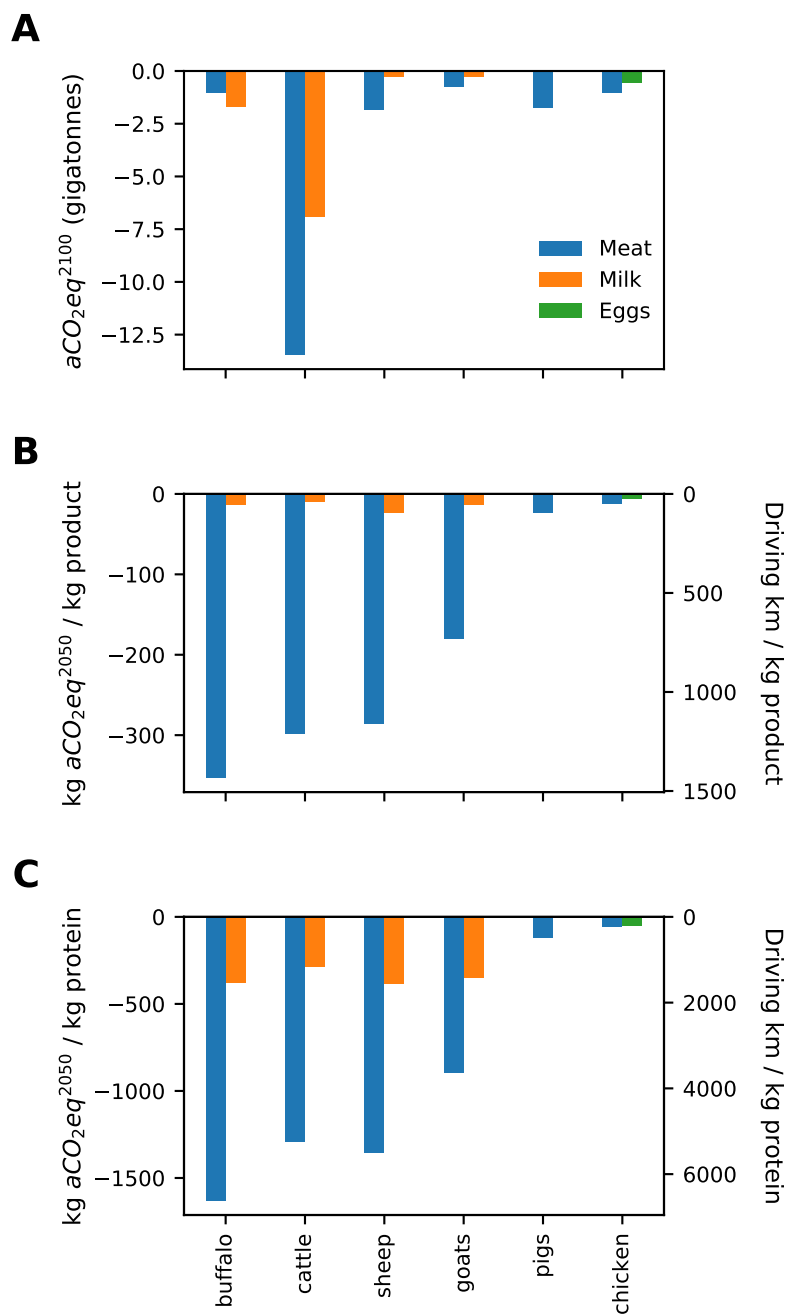 A
aCO₂eq²¹⁰⁰ (gigatonnes)
0.0
−2.5
−5.0
−7.5
−10.0
−12.5
Meat
Milk
Eggs
B
kg aCO₂eq²⁰⁵⁰ / kg product
0
−100
−200
−300
0
500
1000
1500
Driving km / kg product
C
kg aCO₂eq²⁰⁵⁰ / kg protein
0
−500
−1000
−1500
0
2000
4000
6000
Driving km / kg protein
buffalo
cattle
sheep
goats
pigs
chicken